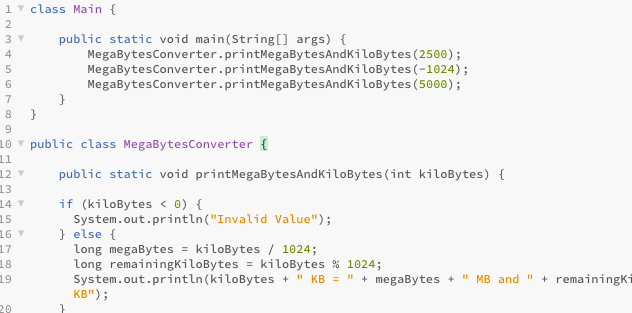 1 class Main {
2
3 public static void main(String[] args) {
4 MegaBytesConverter.printMegaBytesAndKiloBytes(2500);
5 MegaBytesConverter.printMegaBytesAndKiloBytes(-1024);
6 MegaBytesConverter.printMegaBytesAndKiloBytes(5000);
7 }
8 }
9
10 public class MegaBytesConverter {
11
12 public static void printMegaBytesAndKiloBytes(int kiloBytes) {
13
14 if (kiloBytes < 0) {
15 System.out.println("Invalid Value");
16 } else {
17 long megaBytes = kiloBytes / 1024;
18 long remainingKiloBytes = kiloBytes % 1024;
19 System.out.println(kiloBytes + " KB = " + megaBytes + " MB and " + remainingKi
KB");
20 }